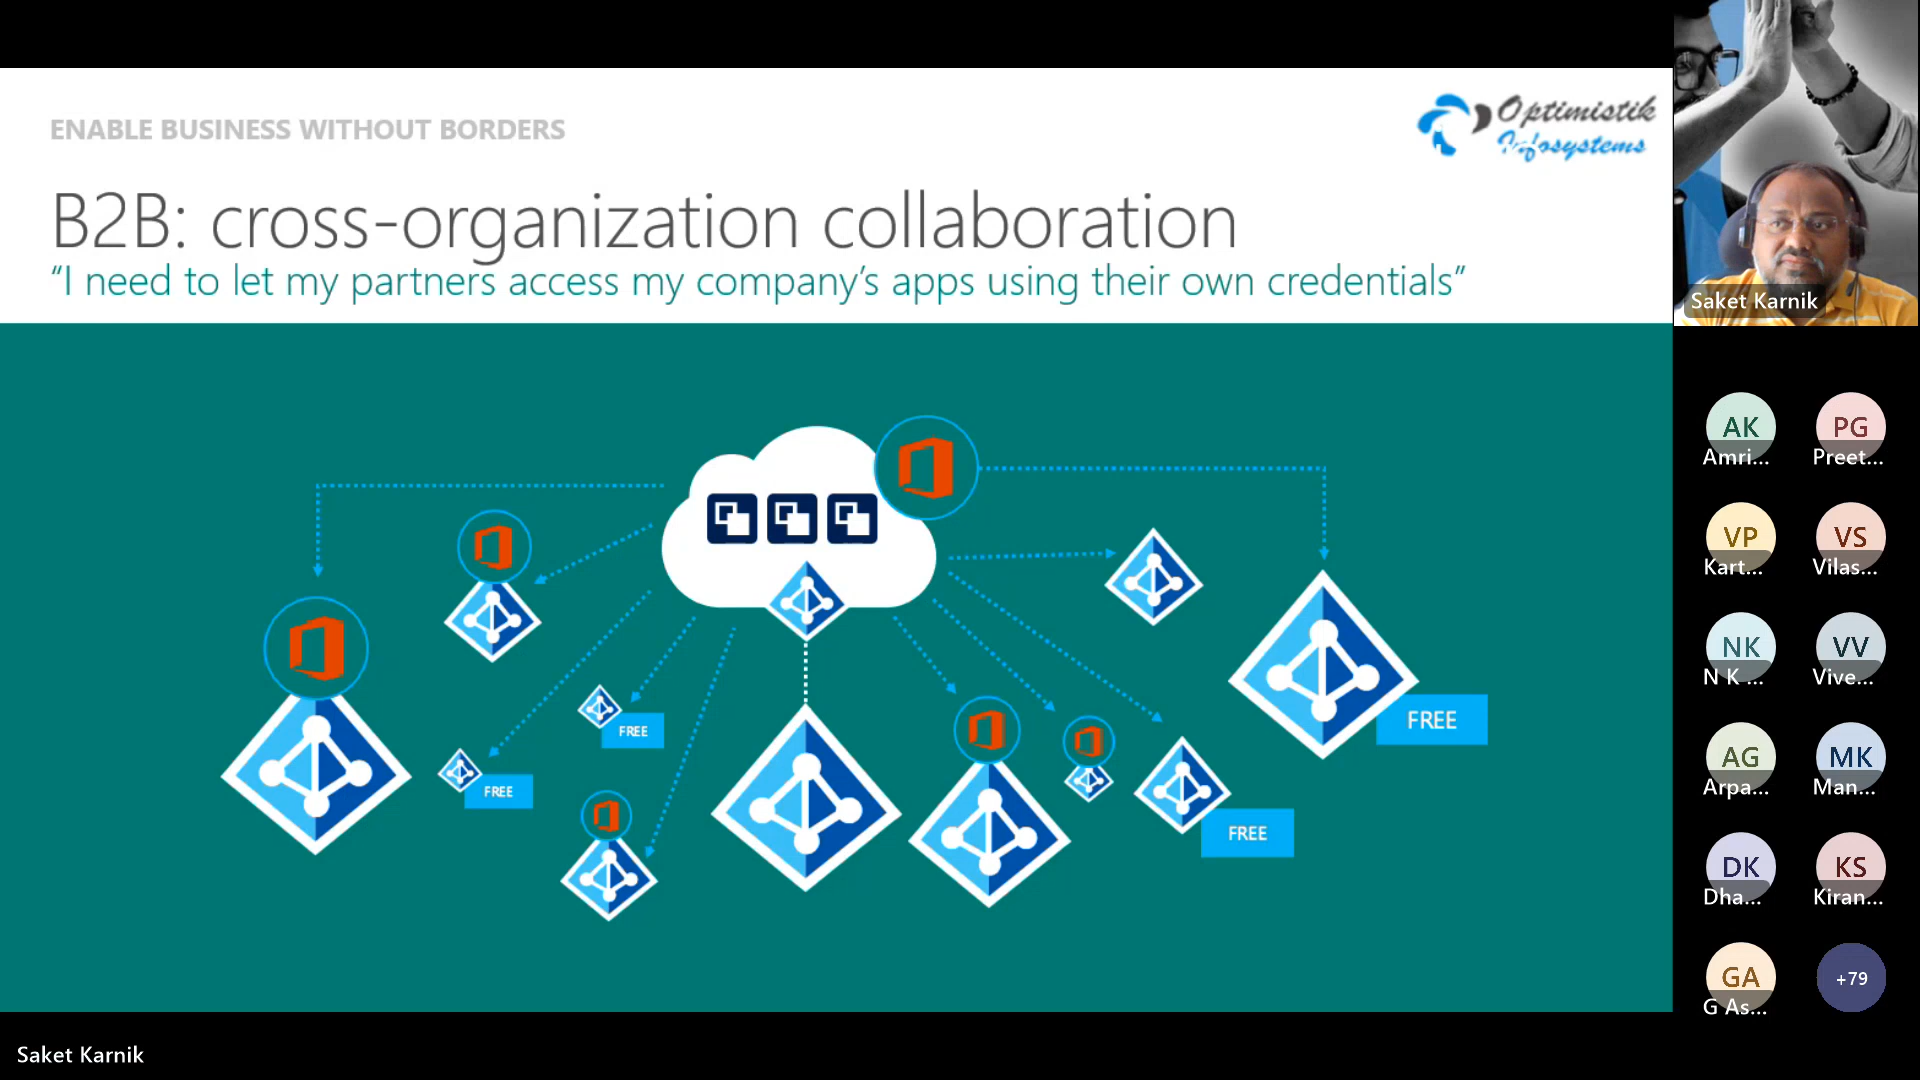 ENABLE BUSINESS WITHOUT BORDERS
Optimistik
Infosystems
B2B: cross-organization collaboration
“I need to let my partners access my company’s apps using their own credentials”
FREE
FREE
FREE
FREE
Saket Karnik
AK
Amri...
PG
Preet...
VP
Kart...
VS
Vilas...
NK
N K ...
VV
Vive...
AG
Arpa...
MK
Man...
DK
Dha...
KS
Kiran...
GA
G As...
+79
Saket Karnik